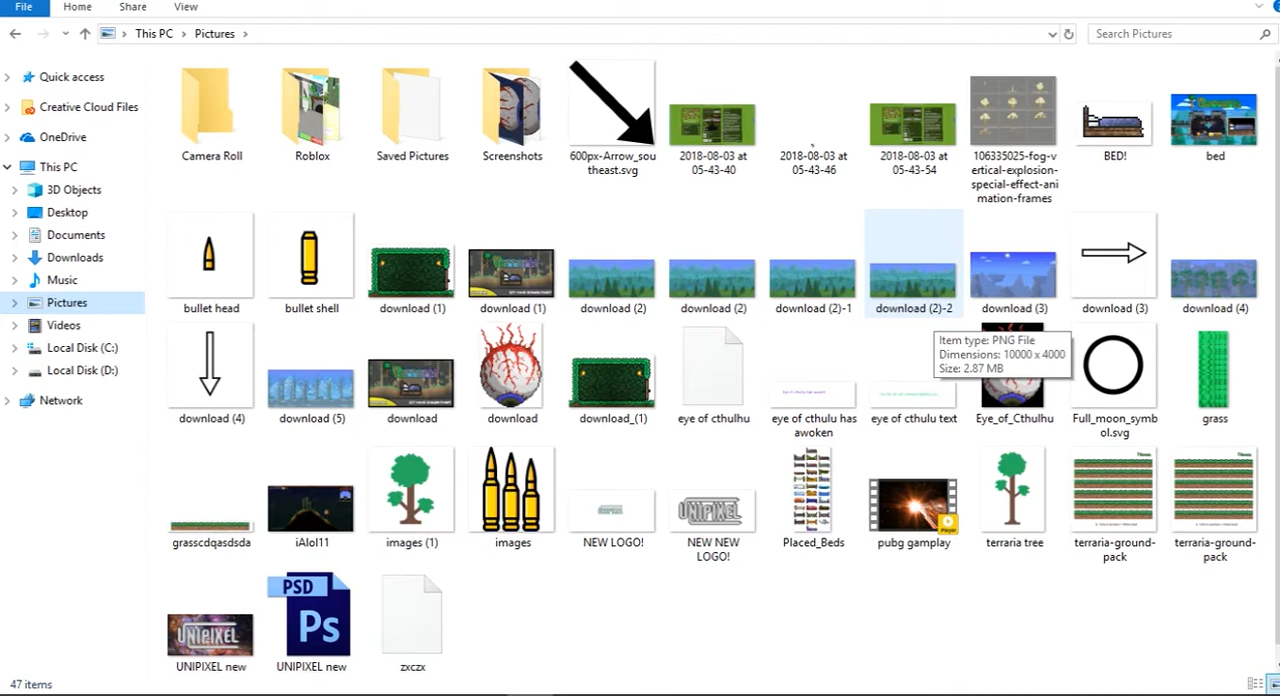 File Home Share View
This PC Pictures
Search Pictures
Quick access
Creative Cloud Files
OneDrive
This PC
3D Objects
Desktop
Documents
Downloads
Music
Pictures
Videos
Local Disk (C:)
Local Disk (D:)
Network
Camera Roll
Roblox
Saved Pictures
Screenshots
600px-Arrow_sou
theast.svg
2018-08-03 at
05-43-40
2018-08-03 at
05-43-46
2018-08-03 at
05-43-54
106335025-fog-v
ertical-explosion-
special-effect-ani
mation-frames
BED!
bed
bullet head
bullet shell
download (1)
download (1)
download (2)
download (2)
download (2)-1
download (2)-2
download (3)
download (3)
download (4)
Item type: PNG File
Dimensions: 10000 x 4000
Size: 2.87 MB
download (4)
download (5)
download
download
download_(1)
eye of cthulhu
eye of cthulu has
awoken
eye of cthulu text
Eye_of_Cthulhu
Full_moon_symb
ol.svg
grass
grasscdqasdsda
images (1)
images
UNIPIXEL
NEW LOGO!
NEW NEW
LOGO!
Placed_Beds
pubg gamplay
terraria tree
terraria-ground-
pack
terraria-ground-
pack
UNIPIXEL
UNIPIXEL new
PSD
Ps
UNIPIXEL new
zxczx
47 items